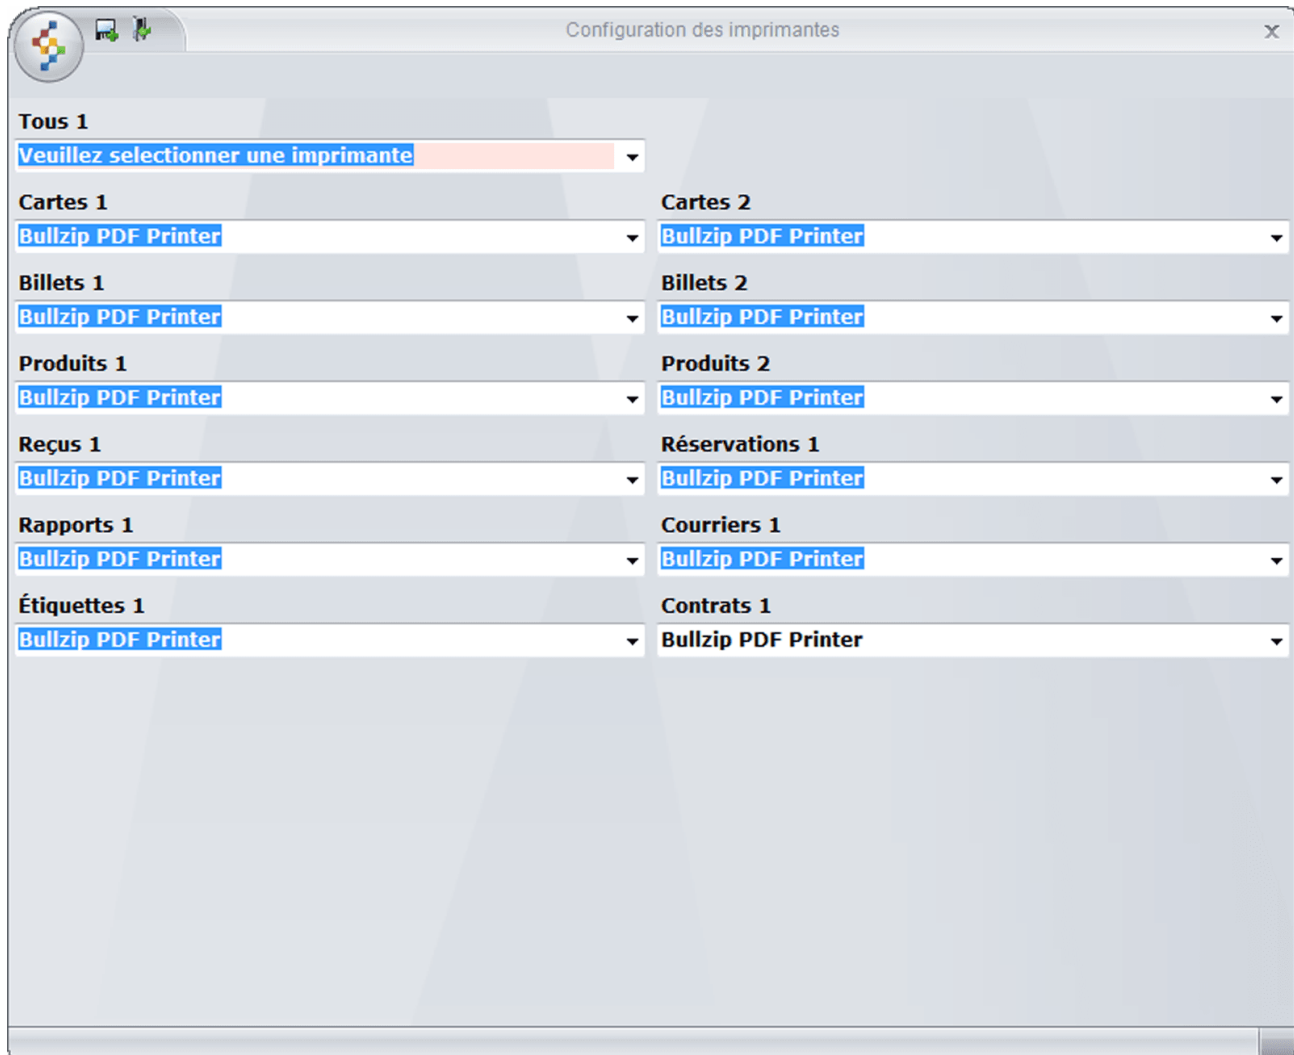 Configuration des imprimantes
Tous 1
Veuillez selectionner une imprimante
Cartes 1
Cartes 2
Bullzip PDF Printer
Bullzip PDF Printer
Billets 1
Billets 2
Bullzip PDF Printer
Bullzip PDF Printer
Produits 1
Produits 2
Bullzip PDF Printer
Bullzip PDF Printer
Reçus 1
Réservations 1
Bullzip PDF Printer
Bullzip PDF Printer
Rapports 1
Courriers 1
Bullzip PDF Printer
Bullzip PDF Printer
Étiquettes 1
Contrats 1
Bullzip PDF Printer
Bullzip PDF Printer